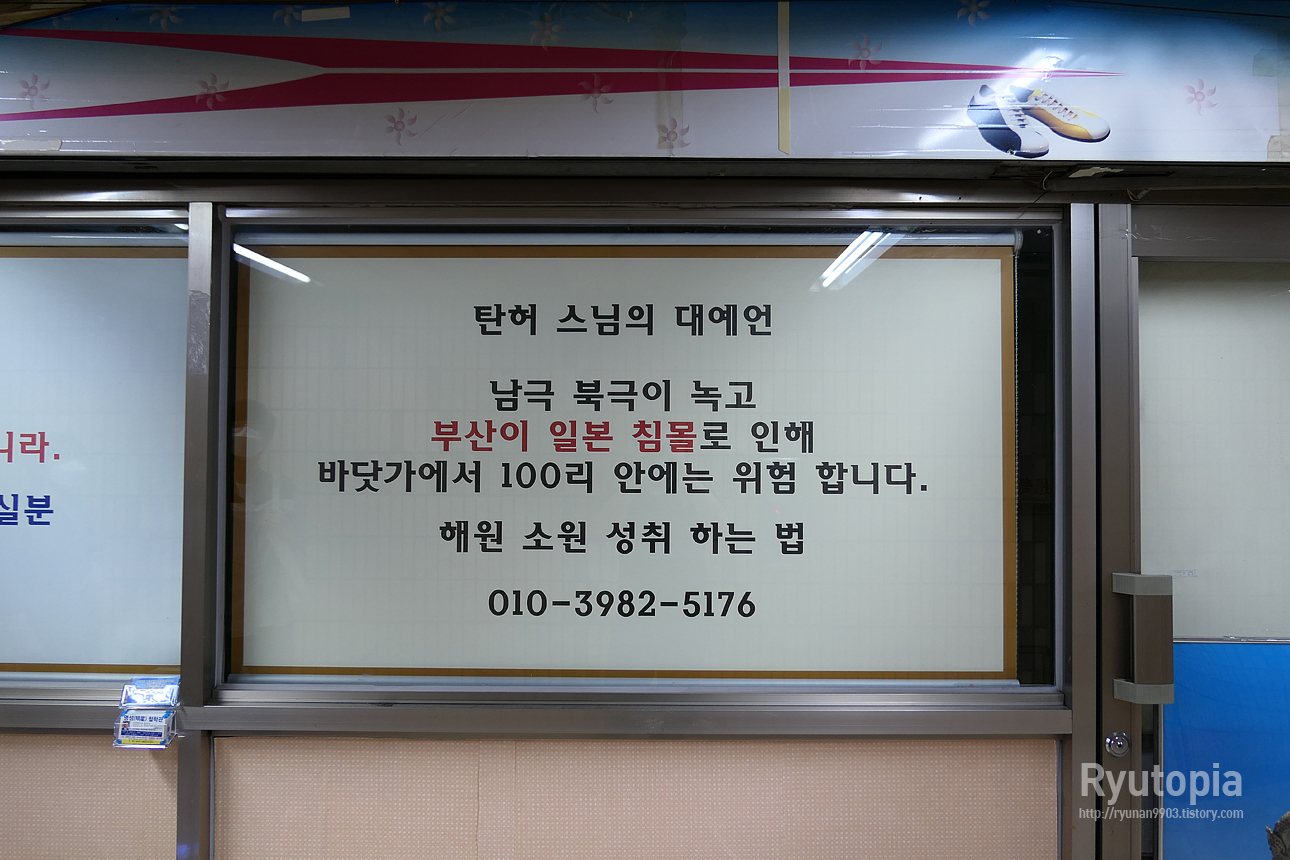 탄허 스님의 대예언
남극 북극이 녹고
부산이 일본 침몰로 인해
바닷가에서 100리 안에는 위험 합니다.
해원 소원 성취 하는 법
010-3982-5176
니라.
실분
철학관
Ryutopia
http://ryunan9903.tistory.com